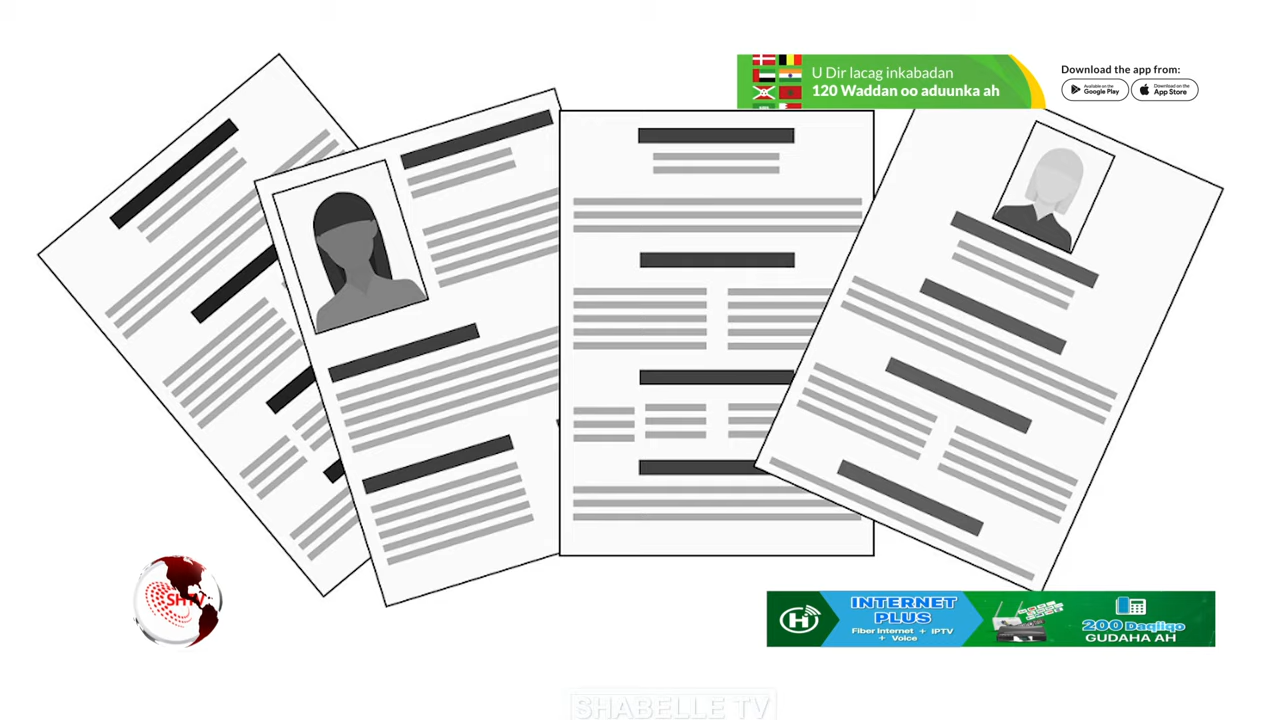 U Dir lacag inkabadan
120 Waddan oo aduunka ah
Download the app from:
Available on the
Google Play
Download on the
App Store
SHTV
H
INTERNET
PLUS
Fiber Internet + IPTV
+ Voice
200 Daqiiqo
GUDAHA AH
SHABELLE TV